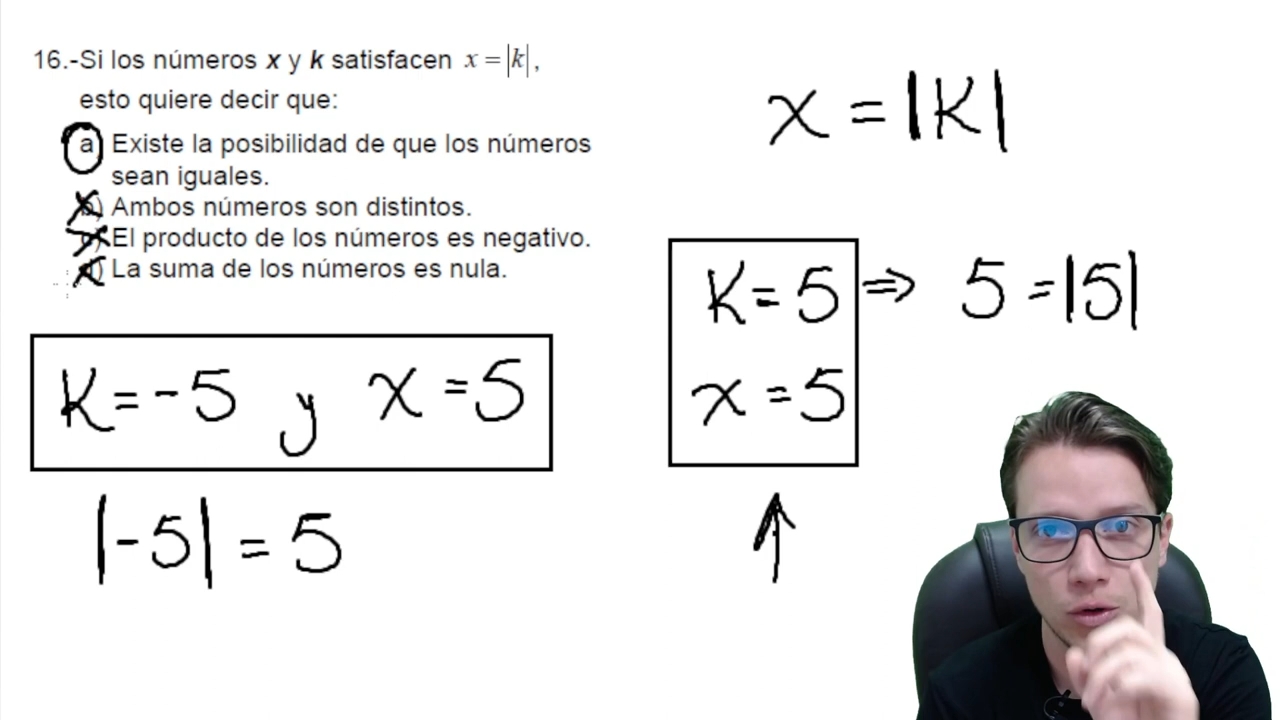 16.-Si los números x y k satisfacen x = |k|,
esto quiere decir que:
a) Existe la posibilidad de que los números
sean iguales.
b) Ambos números son distintos.
c) El producto de los números es negativo.
d) La suma de los números es nula.
K = -5 y x = 5
|-5| = 5
x = |K|
K = 5 ⇒ 5 = |5|
x = 5